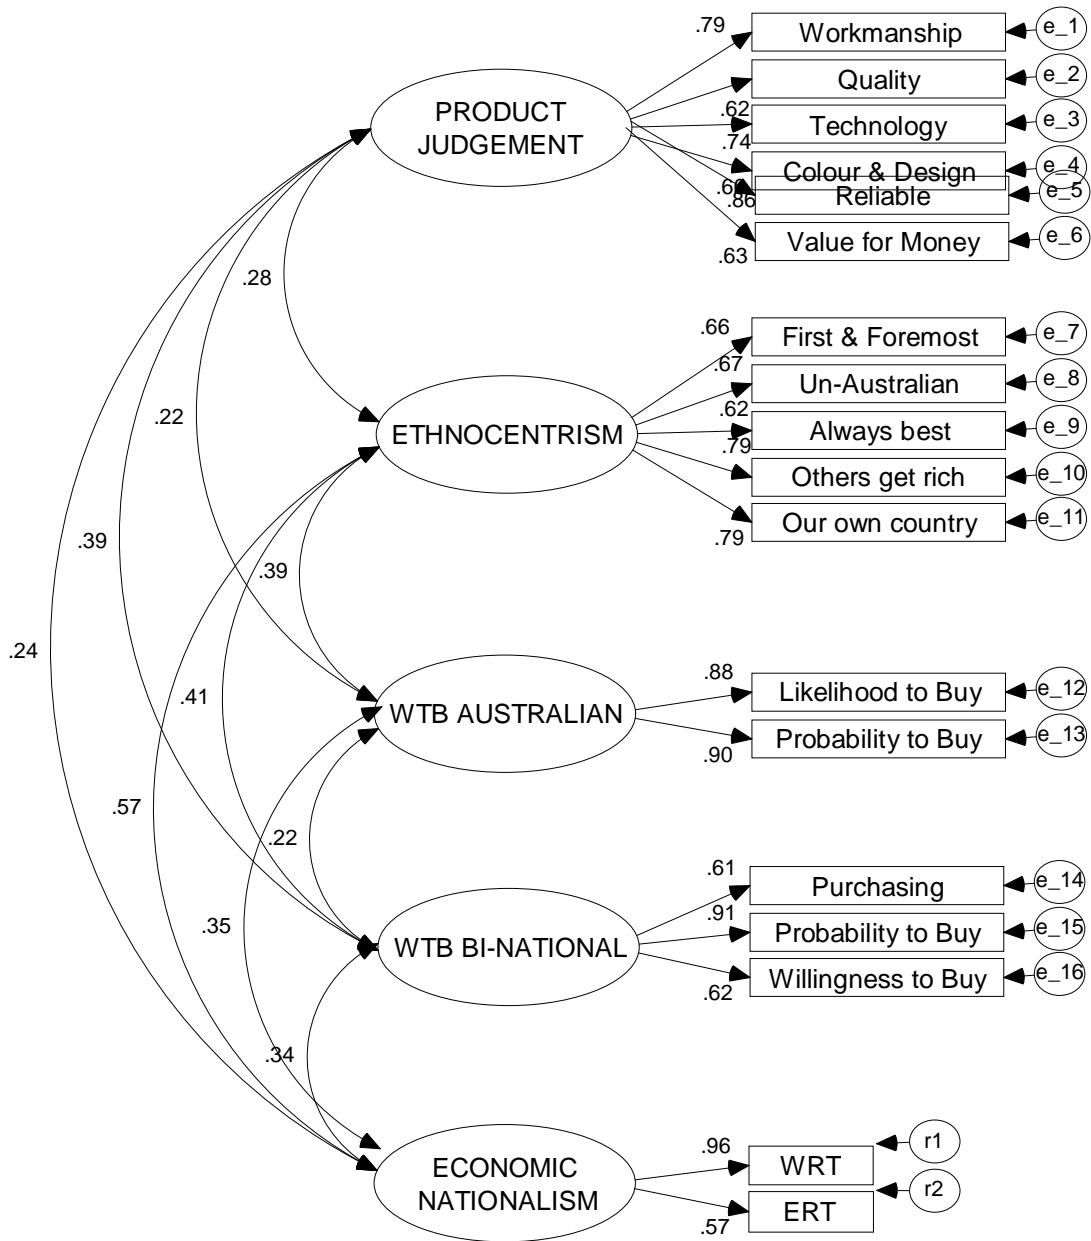 .79
Workmanship
e_1
Quality
e_2
PRODUCT
JUDGEMENT
.62
Technology
e_3
.74
Colour & Design
e_4
.86
Reliable
e_5
.63
Value for Money
e_6
.28
.66
First & Foremost
e_7
.67
Un-Australian
e_8
.22
ETHNOCENTRISM
.62
Always best
e_9
.79
Others get rich
e_10
.79
Our own country
e_11
.39
.39
.24
.88
Likelihood to Buy
e_12
.41
WTB AUSTRALIAN
.90
Probability to Buy
e_13
.57
.22
.61
Purchasing
e_14
.35
.91
Probability to Buy
e_15
WTB BI-NATIONAL
.62
Willingness to Buy
e_16
.34
r1
.96
WRT
ECONOMIC
NATIONALISM
r2
.57
ERT